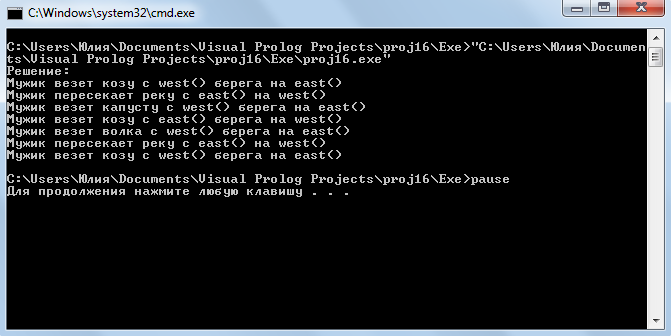 C:\Windows\system32\cmd.exe
C:\Users\Юлия\Documents\Visual Prolog Projects\proj16\Exe>"C:\Users\Юлия\Documen
ts\Visual Prolog Projects\proj16\Exe\proj16.exe"
Решение:
Мужик везет козу с west() берега на east()
Мужик пересекает реку с east() на west()
Мужик везет капусту с west() берега на east()
Мужик везет козу с east() берега на west()
Мужик везет волка с west() берега на east()
Мужик пересекает реку с east() на west()
Мужик везет козу с west() берега на east()
C:\Users\Юлия\Documents\Visual Prolog Projects\proj16\Exe>pause
Для продолжения нажмите любую клавишу . . .